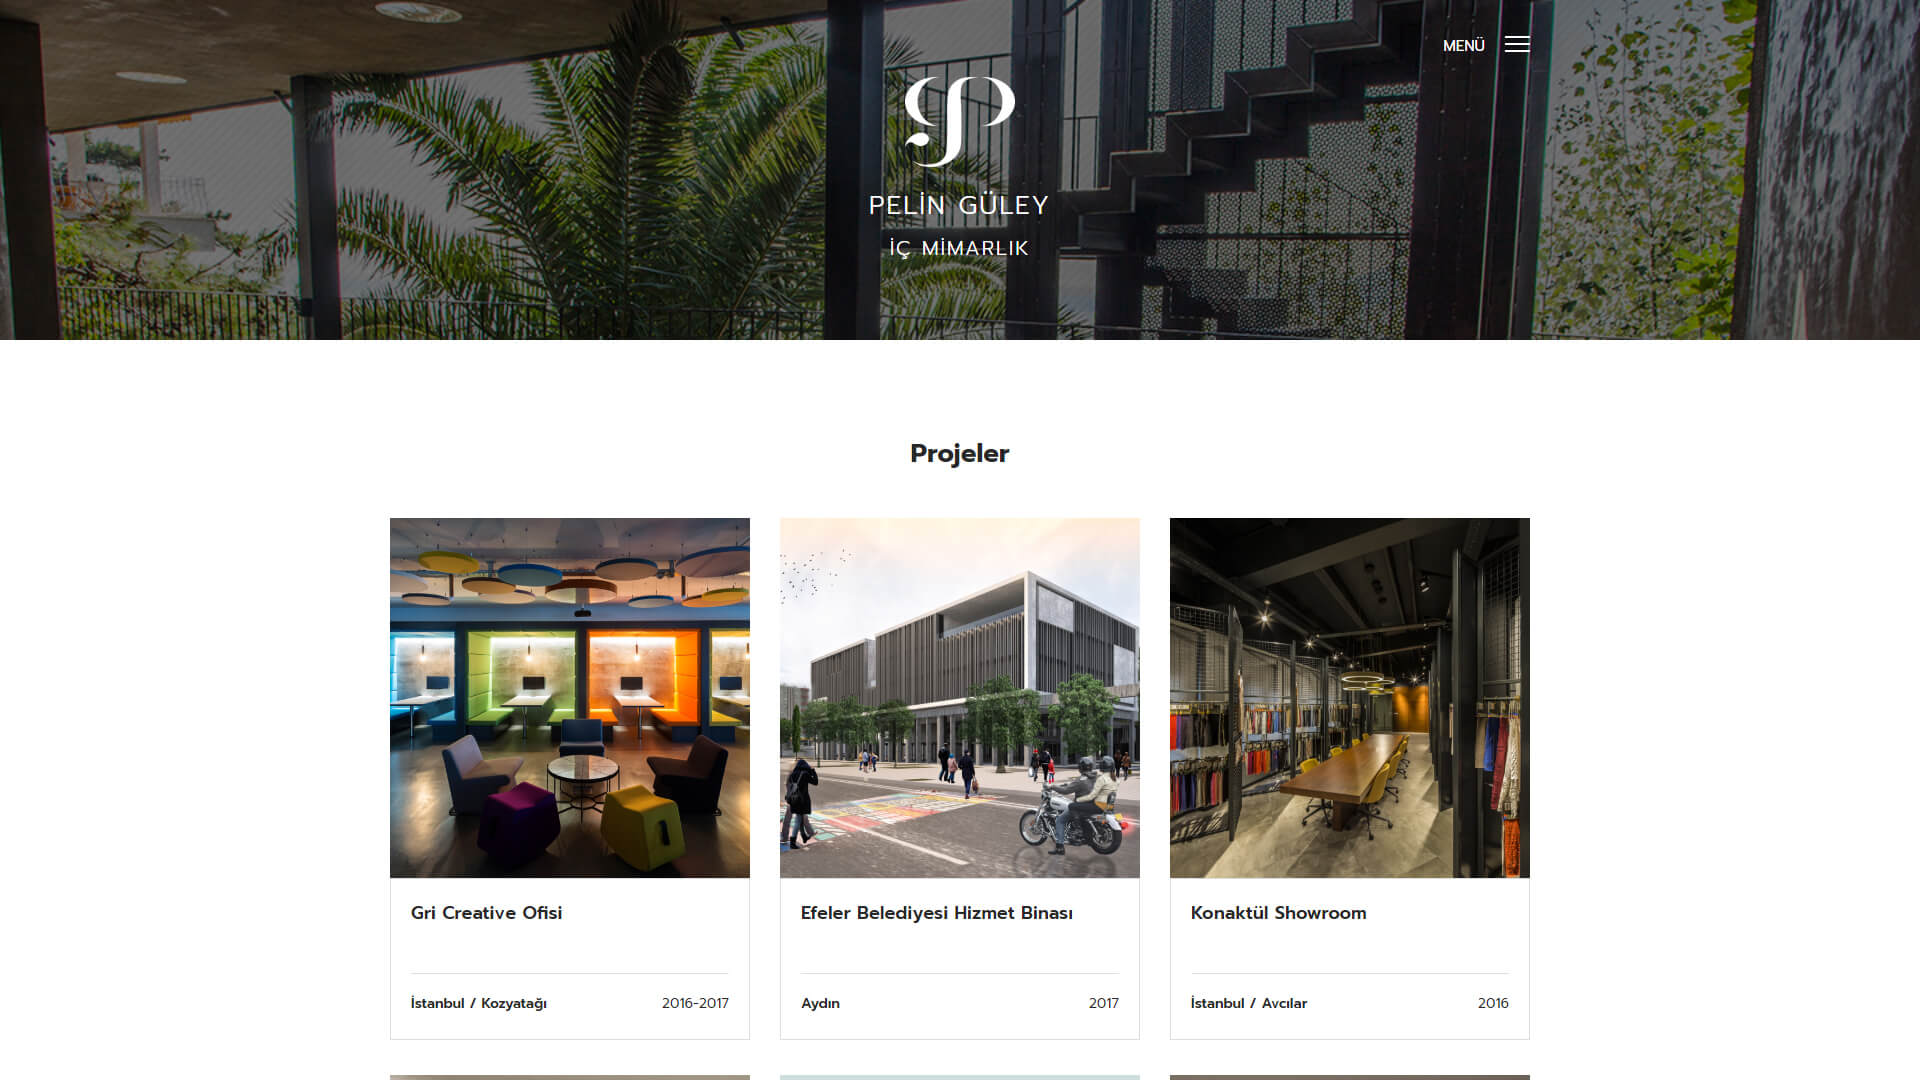 MENÜ
PELİN GÜLEY
İÇ MİMARLIK
Projeler
Gri Creative Ofisi
İstanbul / Kozyatağı
2016-2017
Efeler Belediyesi Hizmet Binası
Aydın
2017
Konaktül Showroom
İstanbul / Avcılar
2016